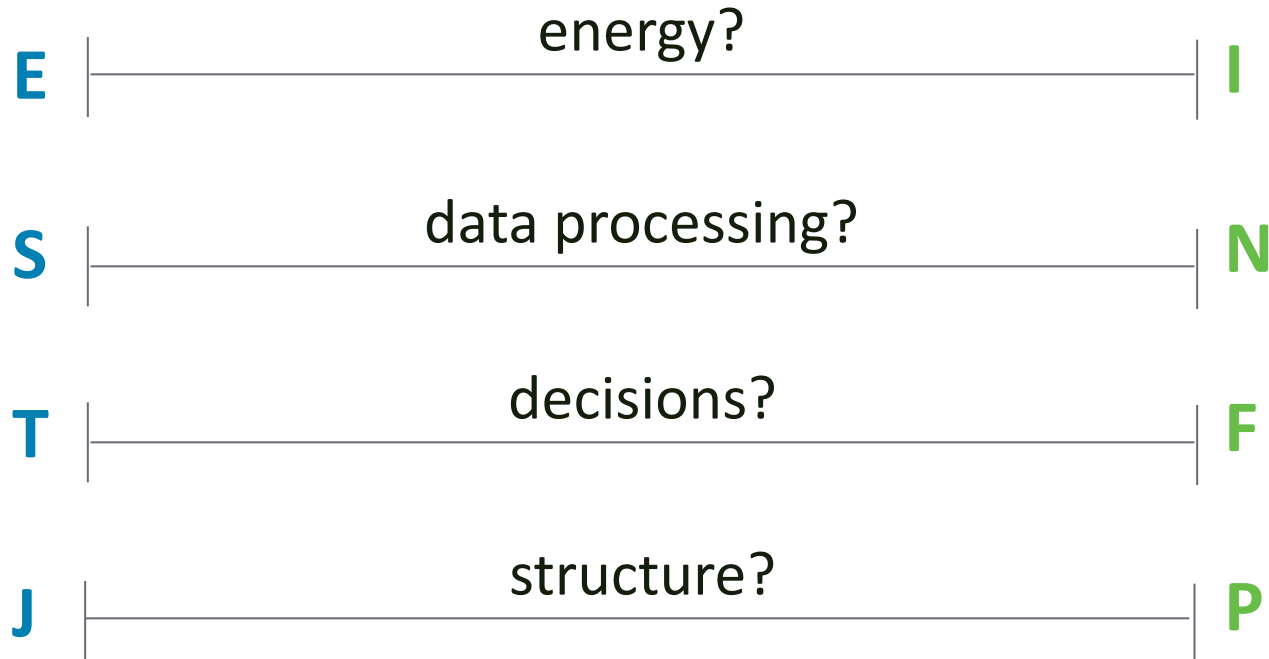 energy?
E I
data processing?
S N
decisions?
T F
structure?
J P